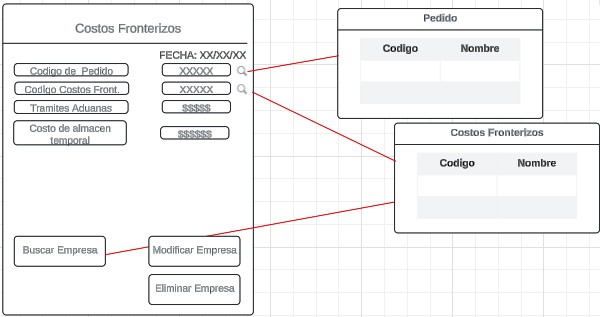 Costos Fronterizos
FECHA: XX/XX/XX
Codigo de Pedido
XXXXX
Codigo Costos Front.
XXXXX
Tramites Aduanas
$$$$$
Costo de almacen
temporal
$$$$$$
Buscar Empresa
Modificar Empresa
Eliminar Empresa
Pedido
Codigo
Nombre
Costos Fronterizos
Codigo
Nombre